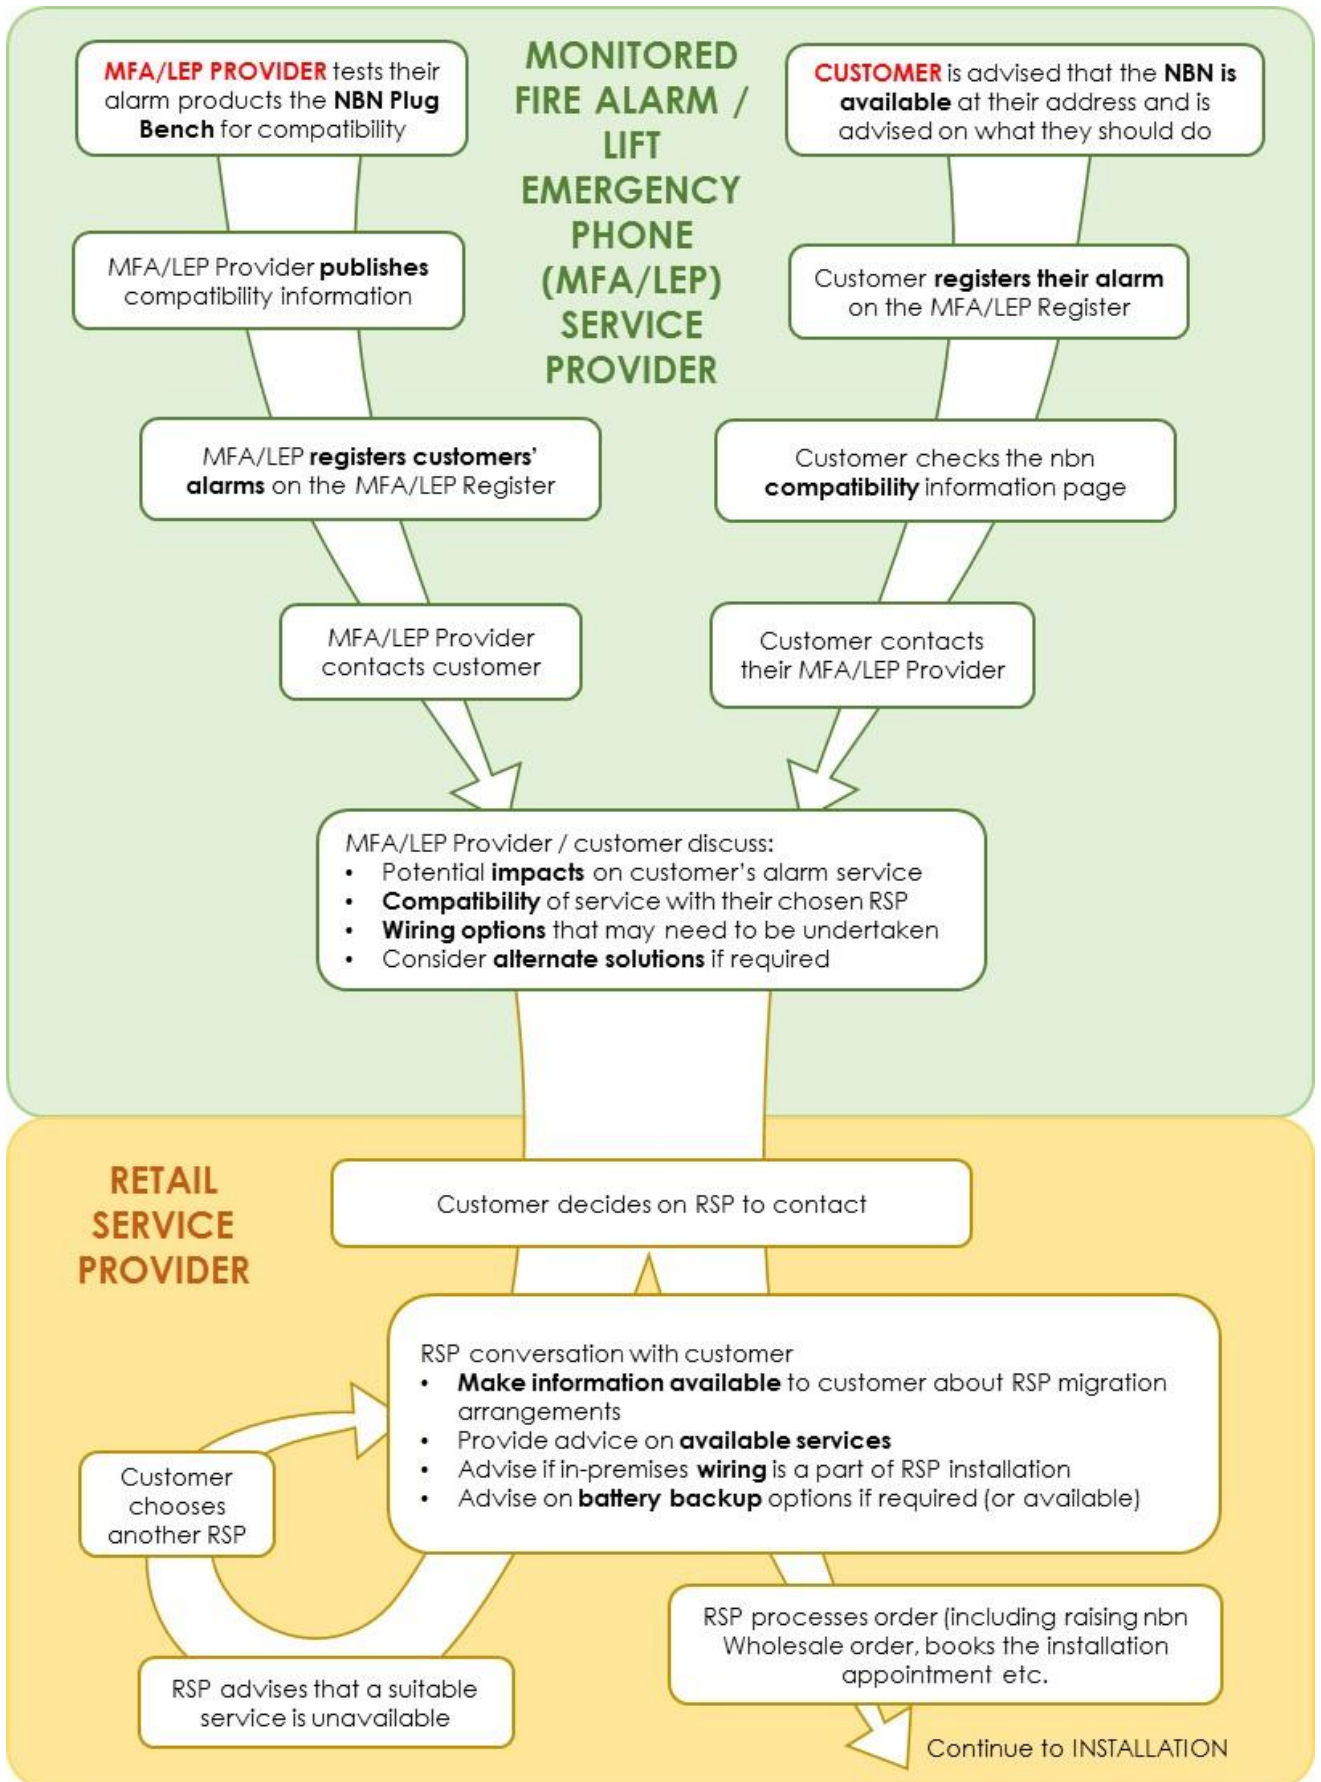 MFA/LEP PROVIDER tests their
alarm products the NBN Plug
Bench for compatibility
MONITORED
FIRE ALARM /
LIFT
EMERGENCY
PHONE
(MFA/LEP)
SERVICE
PROVIDER
CUSTOMER is advised that the NBN is
available at their address and is
advised on what they should do
MFA/LEP Provider publishes
compatibility information
Customer registers their alarm
on the MFA/LEP Register
MFA/LEP registers customers'
alarms on the MFA/LEP Register
Customer checks the nbn
compatibility information page
MFA/LEP Provider
contacts customer
Customer contacts
their MFA/LEP Provider
MFA/LEP Provider / customer discuss:
• Potential impacts on customer's alarm service
• Compatibility of service with their chosen RSP
• Wiring options that may need to be undertaken
• Consider alternate solutions if required
RETAIL
SERVICE
PROVIDER
Customer decides on RSP to contact
RSP conversation with customer
• Make information available to customer about RSP migration
arrangements
• Provide advice on available services
• Advise if in-premises wiring is a part of RSP installation
• Advise on battery backup options if required (or available)
Customer
chooses
another RSP
RSP advises that a suitable
service is unavailable
RSP processes order (including raising nbn
Wholesale order, books the installation
appointment etc.
Continue to INSTALLATION